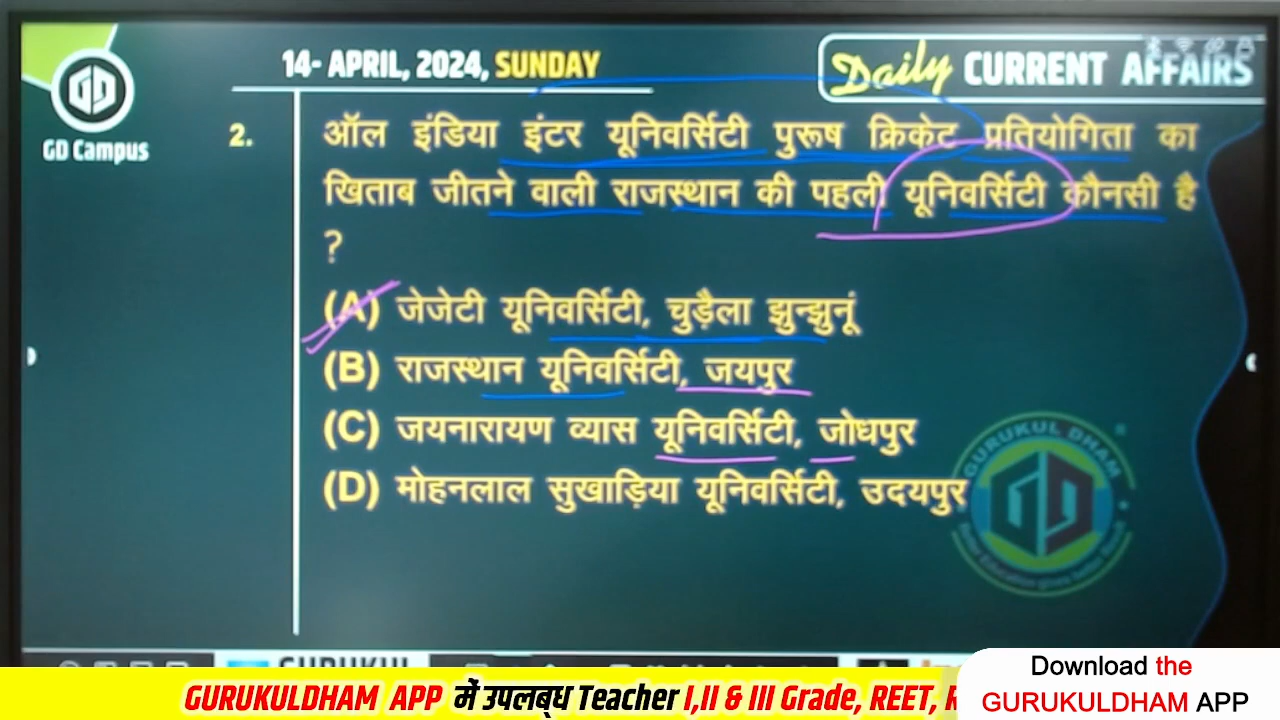 14- APRIL, 2024, SUNDAY
Daily CURRENT AFFAIRS
GD Campus
2. ऑल इंडिया इंटर यूनिवर्सिटी पुरूष क्रिकेट प्रतियोगिता का
खिताब जीतने वाली राजस्थान की पहली यूनिवर्सिटी कौनसी है
?
(A) जेजेटी यूनिवर्सिटी, चुड़ैला झुन्झुनूं
(B) राजस्थान यूनिवर्सिटी, जयपुर
(C) जयनारायण व्यास यूनिवर्सिटी, जोधपुर
(D) मोहनलाल सुखाड़िया यूनिवर्सिटी, उदयपुर
GURUKUL DHAM
GURUKUL
GURUKULDHAM APP में उपलब्ध Teacher I,II & III Grade, REET, R
Download the
GURUKULDHAM APP